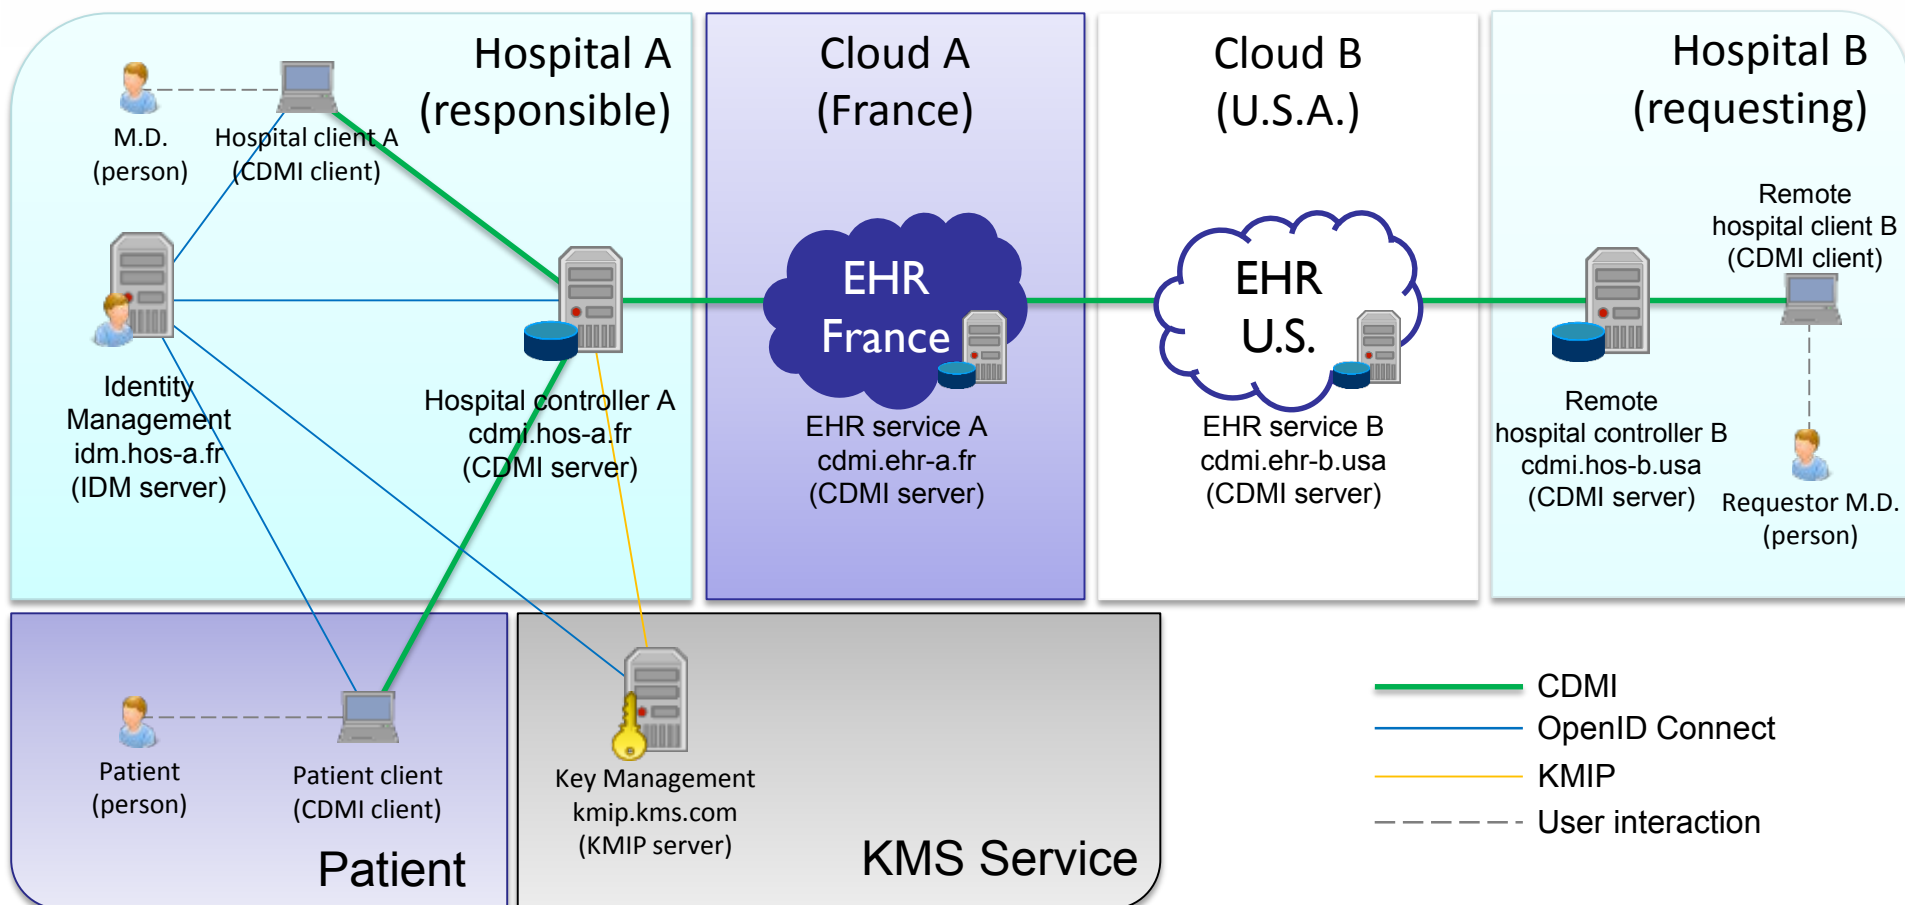 Hospital A
(responsible)
M.D.
(person)
Hospital client A
(CDMI client)
Identity
Management
idm.hos-a.fr
(IDM server)
Hospital controller A
cdmi.hos-a.fr
(CDMI server)
Cloud A
(France)
EHR
France
EHR service A
cdmi.ehr-a.fr
(CDMI server)
Cloud B
(U.S.A.)
EHR
U.S.
EHR service B
cdmi.ehr-b.usa
(CDMI server)
Hospital B
(requesting)
Remote
hospital client B
(CDMI client)
Remote
hospital controller B
cdmi.hos-b.usa
(CDMI server)
Requestor M.D.
(person)
Patient
(person)
Patient client
(CDMI client)
Patient
Key Management
kmip.kms.com
(KMIP server)
KMS Service
CDMI
OpenID Connect
KMIP
User interaction